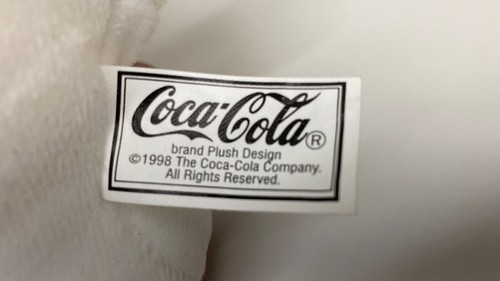 Coca-Cola®
brand Plush Design
©1998 The Coca-Cola Company.
All Rights Reserved.